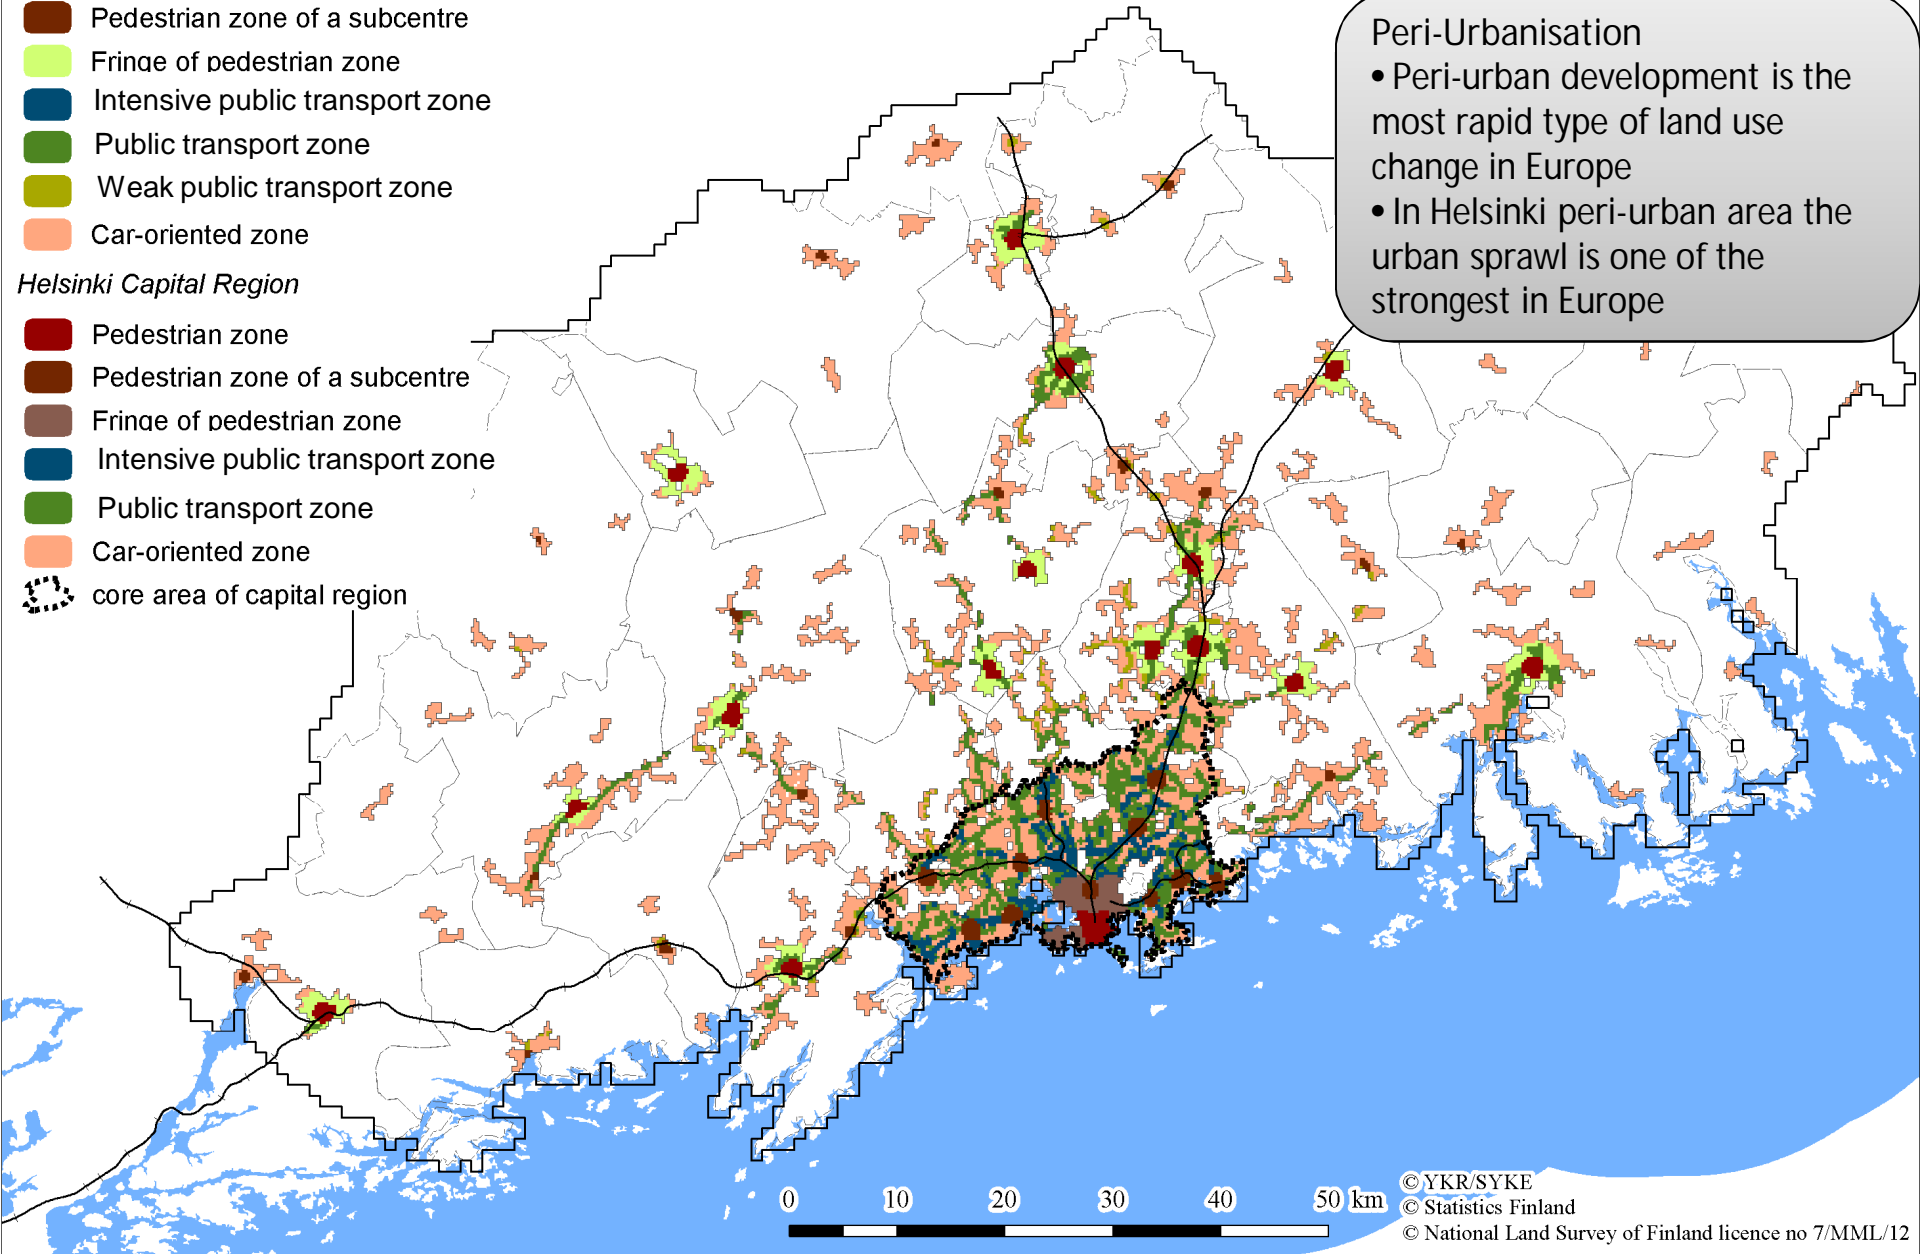 Pedestrian zone of a subcentre
Fringe of pedestrian zone
Intensive public transport zone
Public transport zone
Weak public transport zone
Car-oriented zone
Helsinki Capital Region
Pedestrian zone
Pedestrian zone of a subcentre
Fringe of pedestrian zone
Intensive public transport zone
Public transport zone
Car-oriented zone
core area of capital region
Peri-Urbanisation
• Peri-urban development is the
most rapid type of land use
change in Europe
• In Helsinki peri-urban area the
urban sprawl is one of the
strongest in Europe
0 10 20 30 40 50 km
© YKR/SYKE
© Statistics Finland
© National Land Survey of Finland licence no 7/MML/12